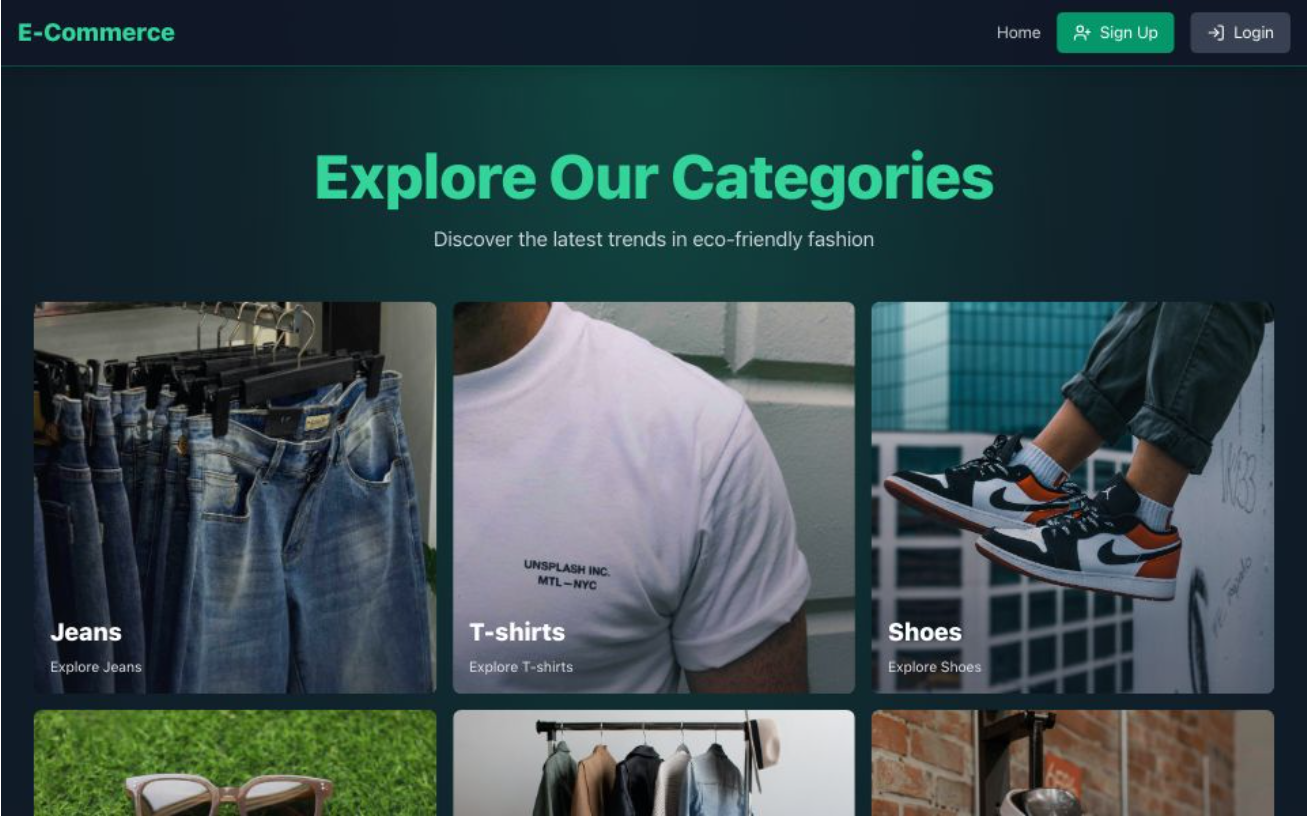 E-Commerce
Home
Sign Up
Login
Explore Our Categories
Discover the latest trends in eco-friendly fashion
UNSPLASH INC.
MTL—NYC
Jeans
Explore Jeans
T-shirts
Explore T-shirts
Shoes
Explore Shoes